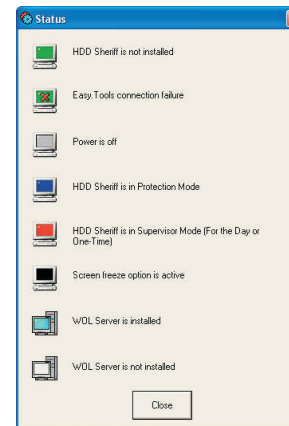 Status
HDD Sheriff is not installed
Easy.Tools connection failure
Power is off
HDD Sheriff is in Protection Mode
HDD Sheriff is in Supervisor Mode (For the Day or
One-Time)
Screen freeze option is active
WOL Server is installed
WOL Server is not installed
Close